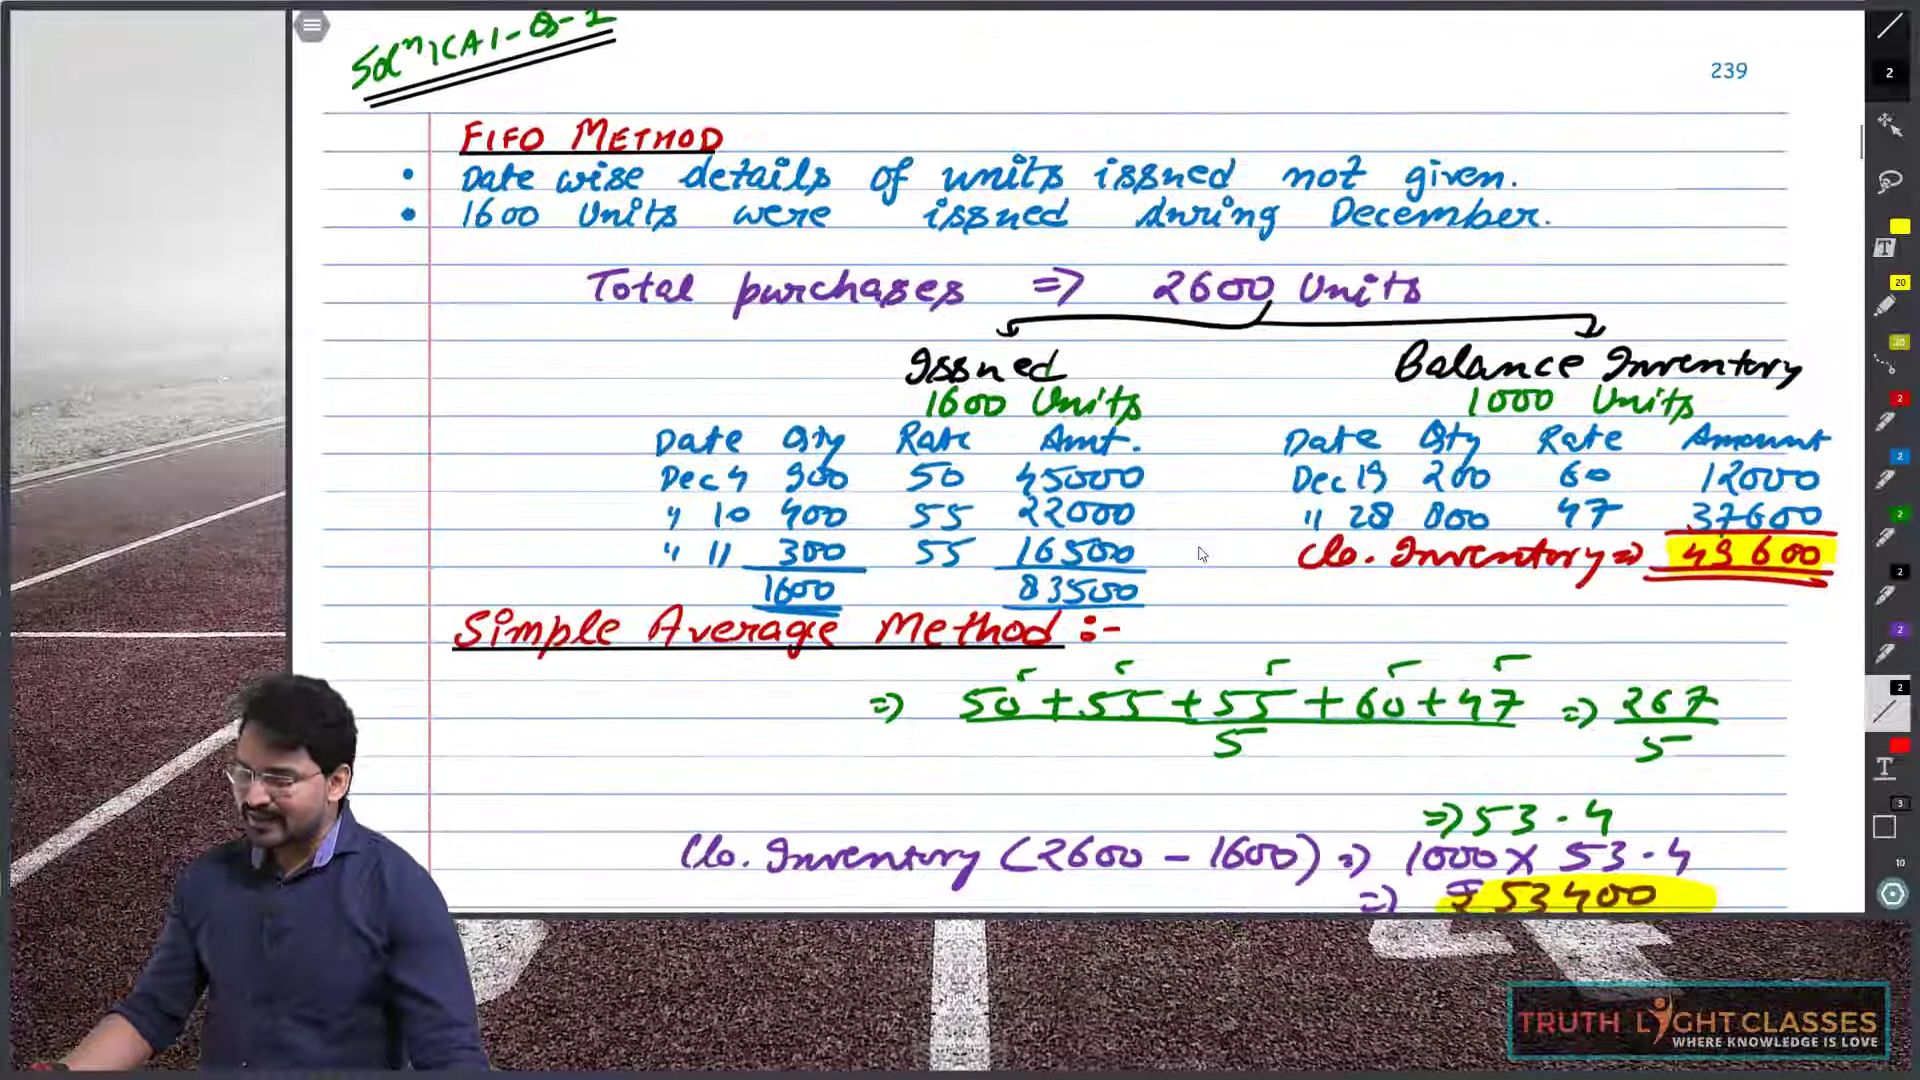 Solⁿ) CA1-Q-1
239
FIFO METHOD
• Date wise details of units issued not given.
• 1600 Units were issued during December.
Total purchases => 2600 Units
Issued Balance Inventory
1600 Units 1000 Units
Date Qty Rate Amt. Date Qty Rate Amount
Dec 4 900 50 45000 Dec 19 200 60 12000
" 10 400 55 22000 " 28 800 47 37600
" 11 300 55 16500 Clo. Inventory => 49600
1600 83500
Simple Average Method :-
=> 50 + 55 + 55 + 60 + 47 => 267
5 5
=> 53.4
Clo. Inventory (2600 - 1600) => 1000 x 53.4
=> ₹ 53400
TRUTH LIGHT CLASSES
WHERE KNOWLEDGE IS LOVE